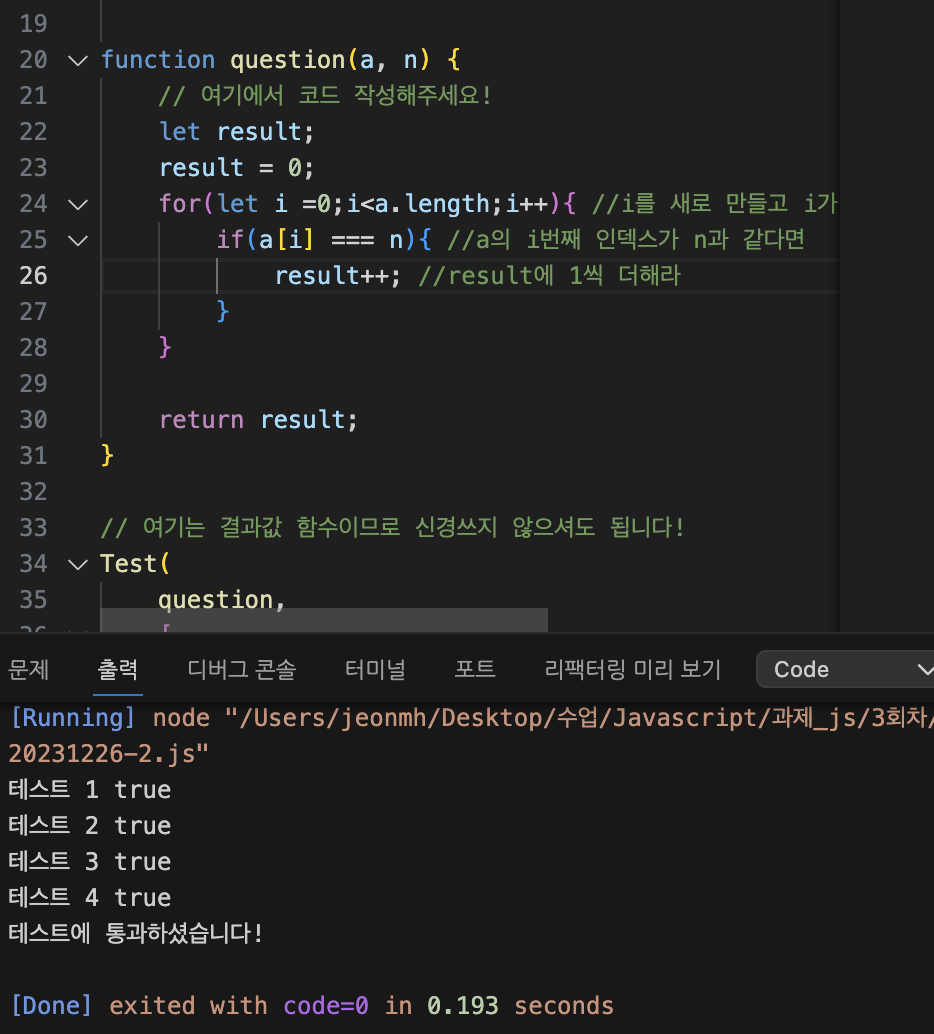 19
20 function question(a, n) {
21 // 여기에서 코드 작성해주세요!
22 let result;
23 result = 0;
24 for(let i =0;i<a.length;i++){ //i를 새로 만들고 i가
25 if(a[i] === n){ //a의 i번째 인덱스가 n과 같다면
26 result++; //result에 1씩 더해라
27 }
28 }
29
30 return result;
31 }
32
33 // 여기는 결과값 함수이므로 신경쓰지 않으셔도 됩니다!
34 Test(
35 question,
문제 출력 디버그 콘솔 터미널 포트 리팩터링 미리 보기 Code
[Running] node "/Users/jeonmh/Desktop/수업/Javascript/과제_js/3회차/
20231226-2.js"
테스트 1 true
테스트 2 true
테스트 3 true
테스트 4 true
테스트에 통과하셨습니다!
[Done] exited with code=0 in 0.193 seconds